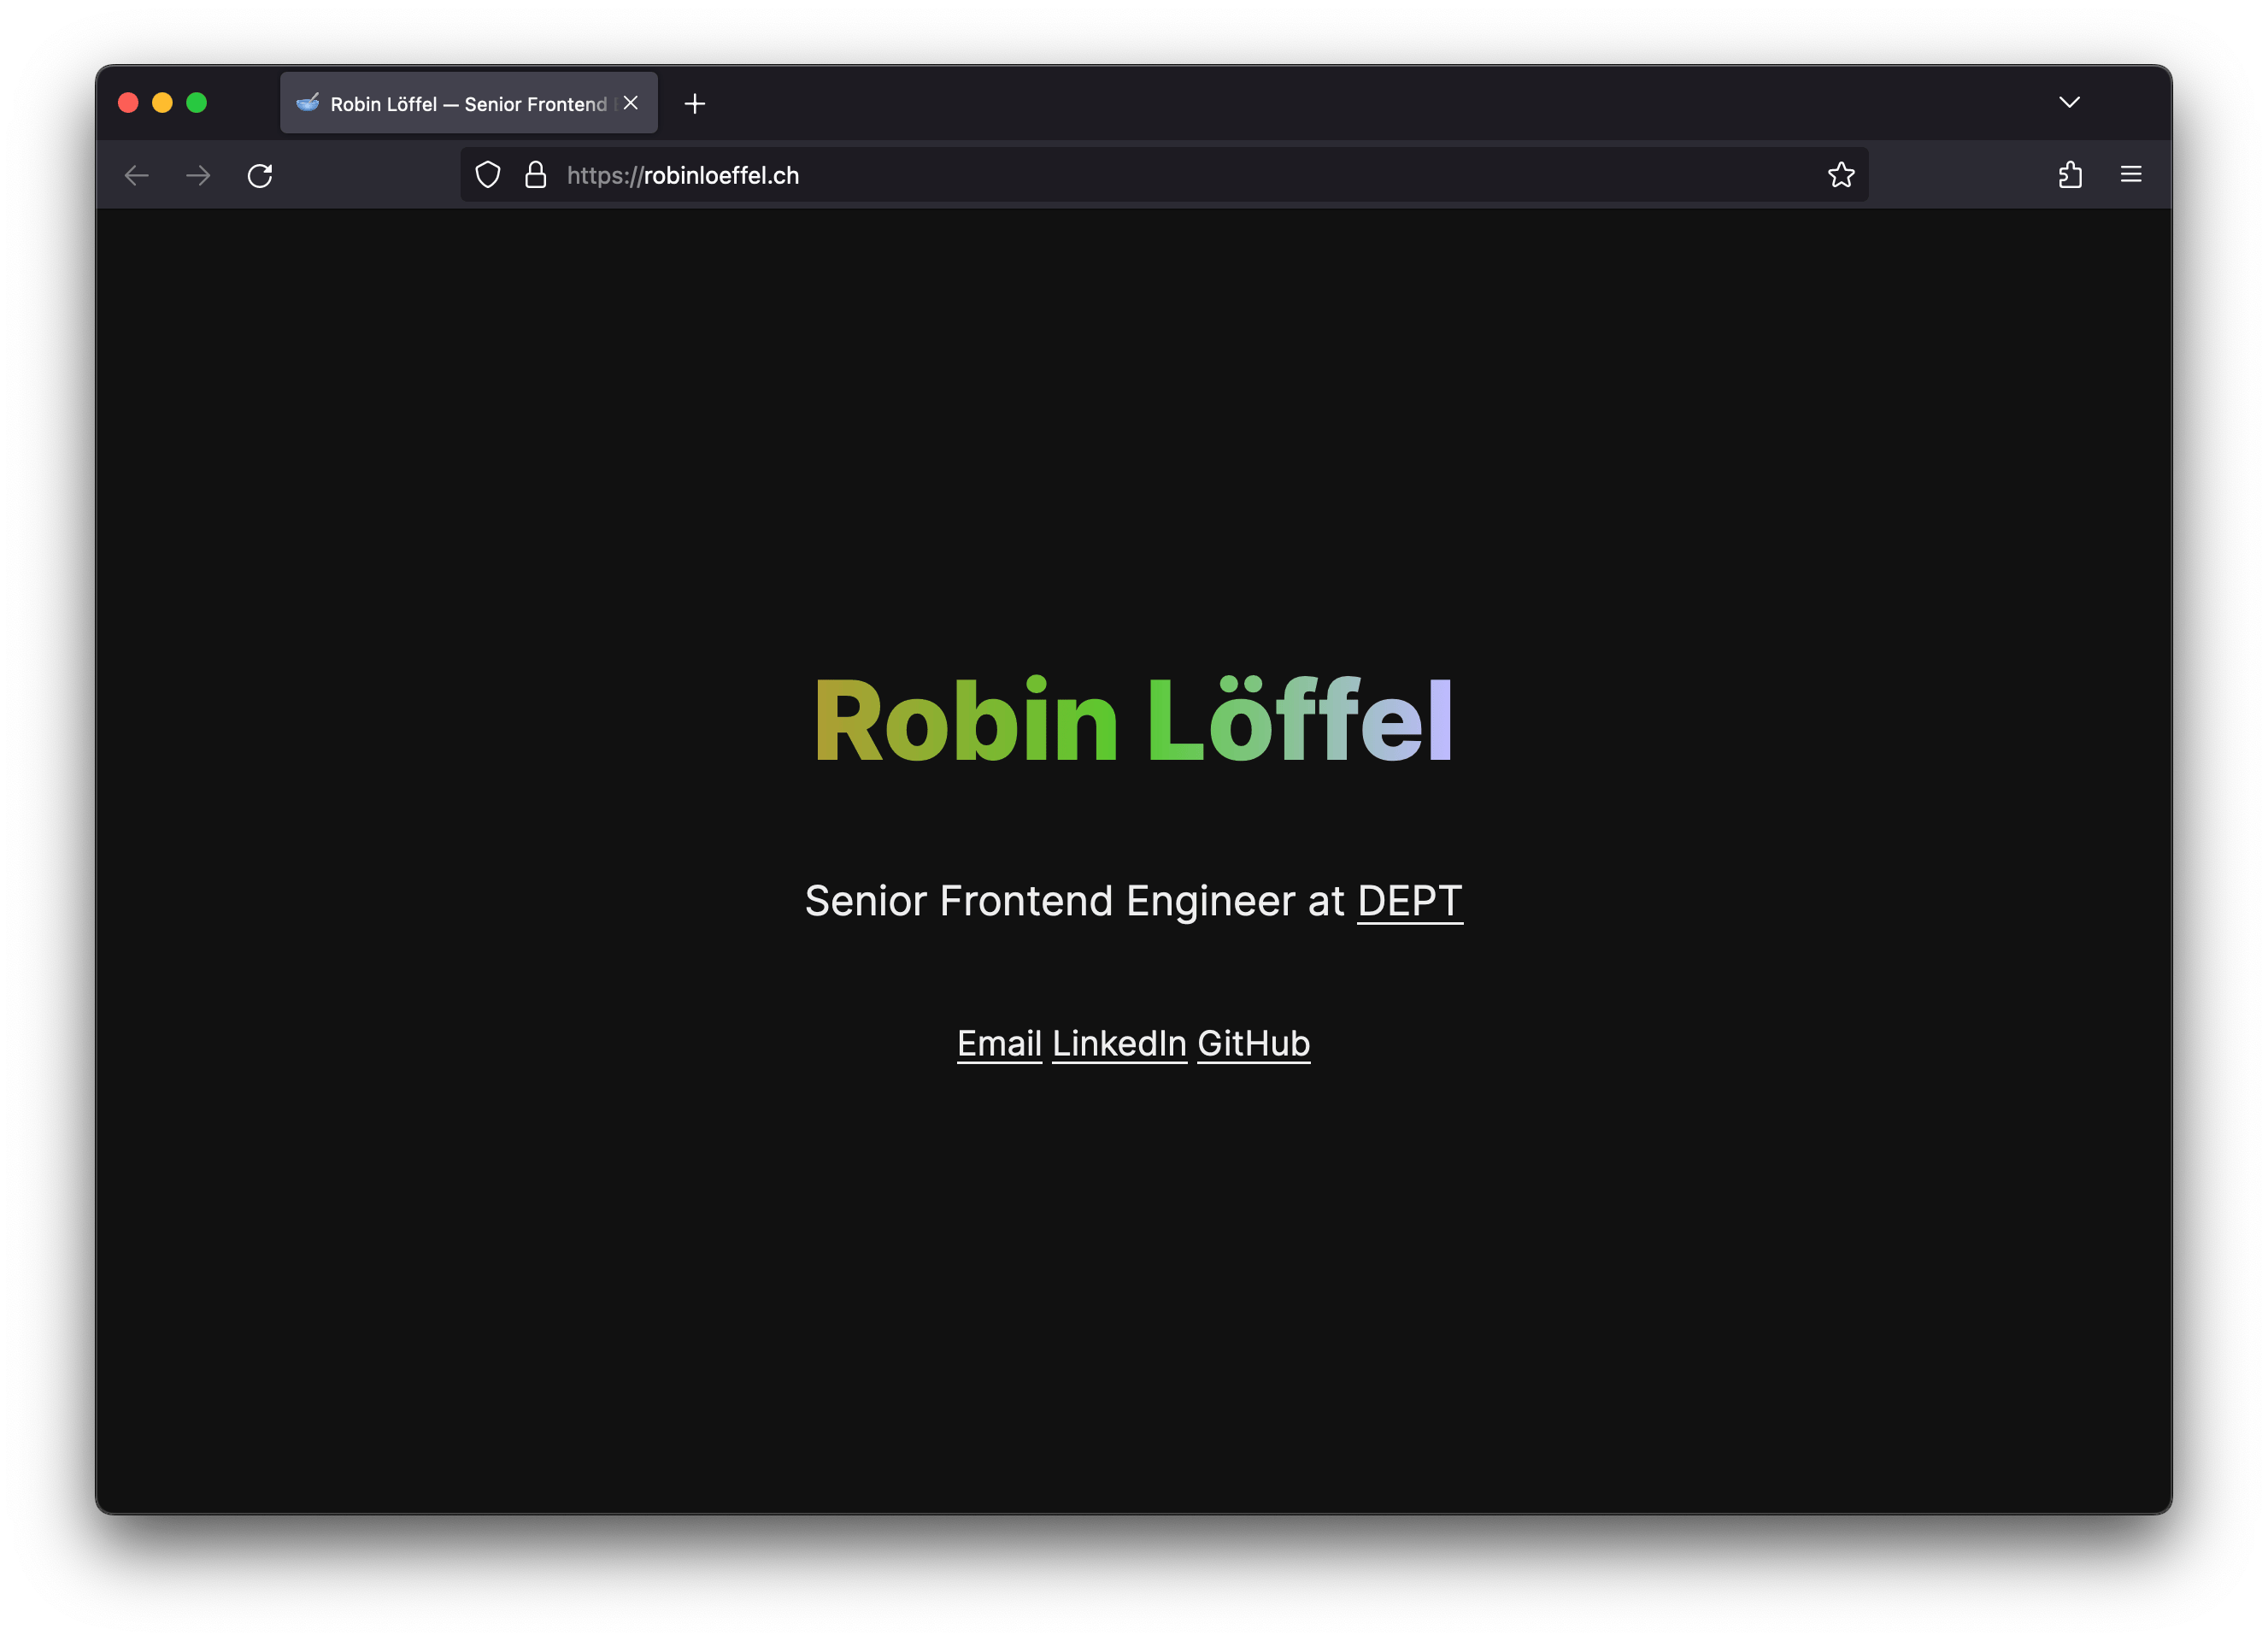 Robin Löffel — Senior Frontend
https://robinloeffel.ch
Robin Löffel
Senior Frontend Engineer at DEPT
Email LinkedIn GitHub